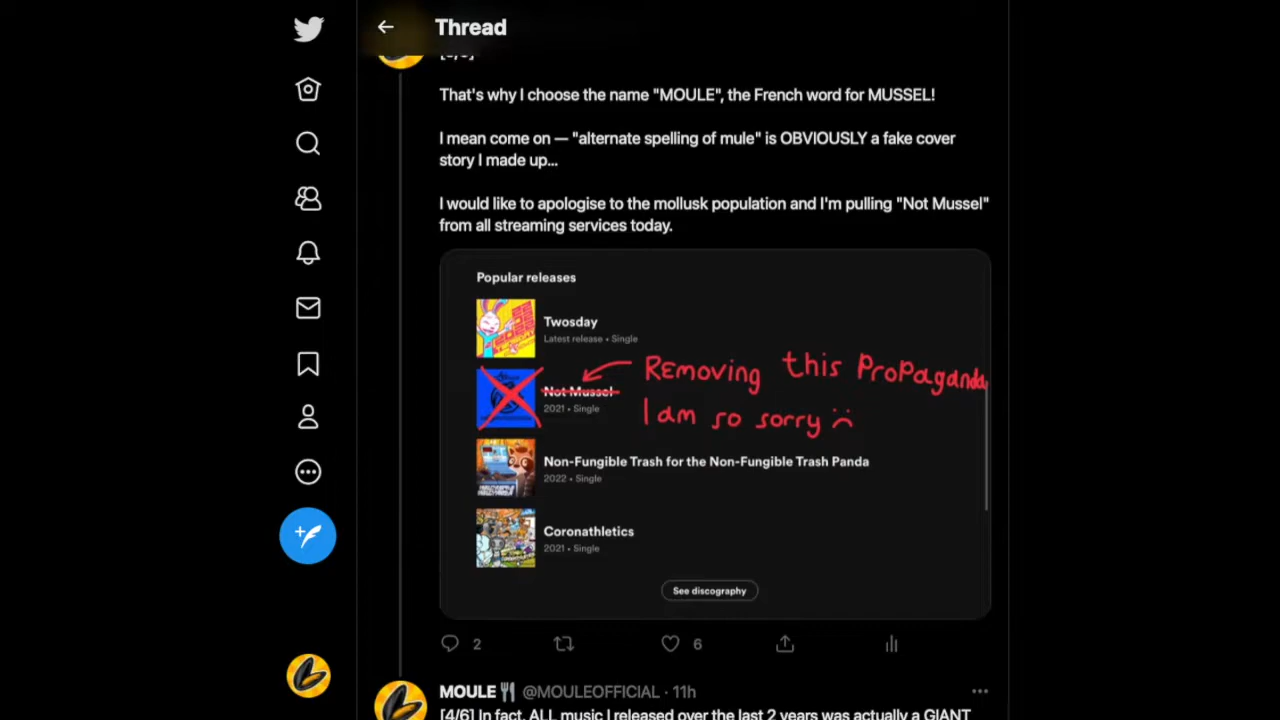 Thread
That's why I choose the name "MOULE", the French word for MUSSEL!
I mean come on — "alternate spelling of mule" is OBVIOUSLY a fake cover
story I made up...
I would like to apologise to the mollusk population and I'm pulling "Not Mussel"
from all streaming services today.
Popular releases
Twosday
Latest release • Single
Not Mussel
2021 • Single
REMOVING this PROPAGANDA
I am so sorry
Non-Fungible Trash for the Non-Fungible Trash Panda
2022 • Single
Coronathletics
2021 • Single
See discography
2
6
MOULE @MOULEOFFICIAL · 11h
[4/6] In fact, ALL music I released over the last 2 years was actually a GIANT